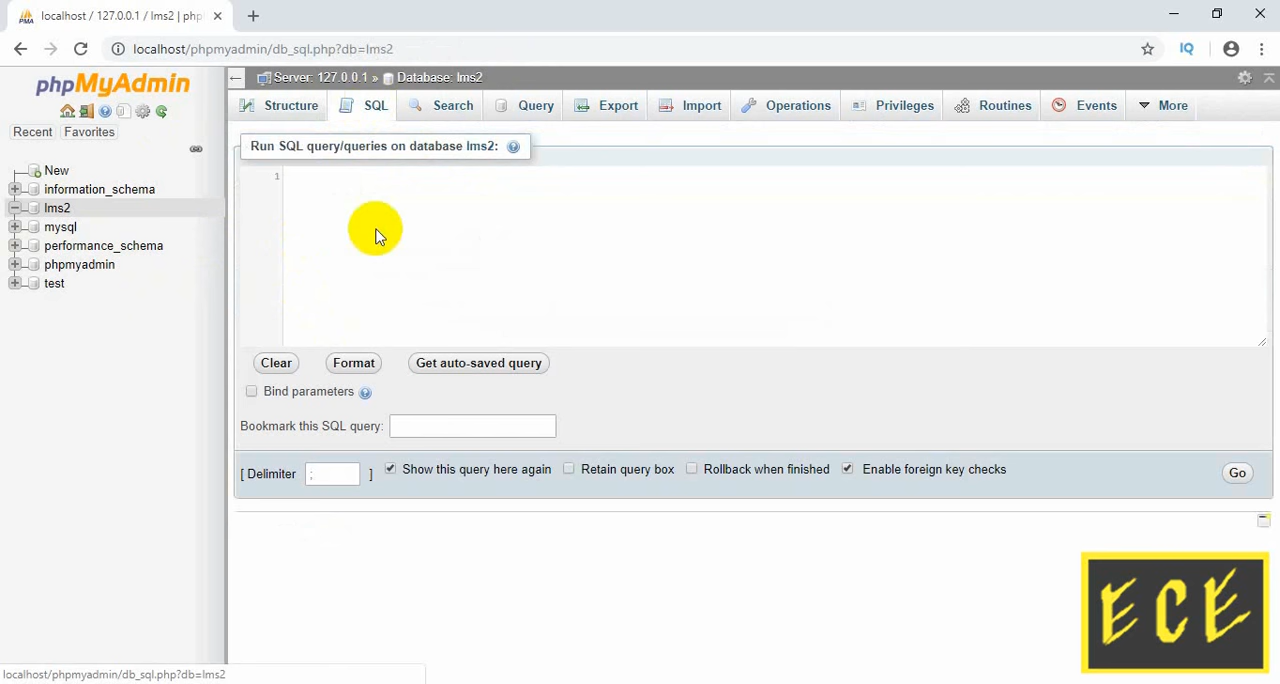 localhost / 127.0.0.1 / lms2 | php
localhost/phpmyadmin/db_sql.php?db=lms2
IQ
phpMyAdmin
Recent Favorites
New
information_schema
lms2
mysql
performance_schema
phpmyadmin
test
Server: 127.0.0.1 » Database: lms2
Structure SQL Search Query Export Import Operations Privileges Routines Events More
Run SQL query/queries on database lms2:
1
Clear Format Get auto-saved query
Bind parameters
Bookmark this SQL query:
[ Delimiter ; ] Show this query here again Retain query box Rollback when finished Enable foreign key checks Go
ECE
localhost/phpmyadmin/db_sql.php?db=lms2